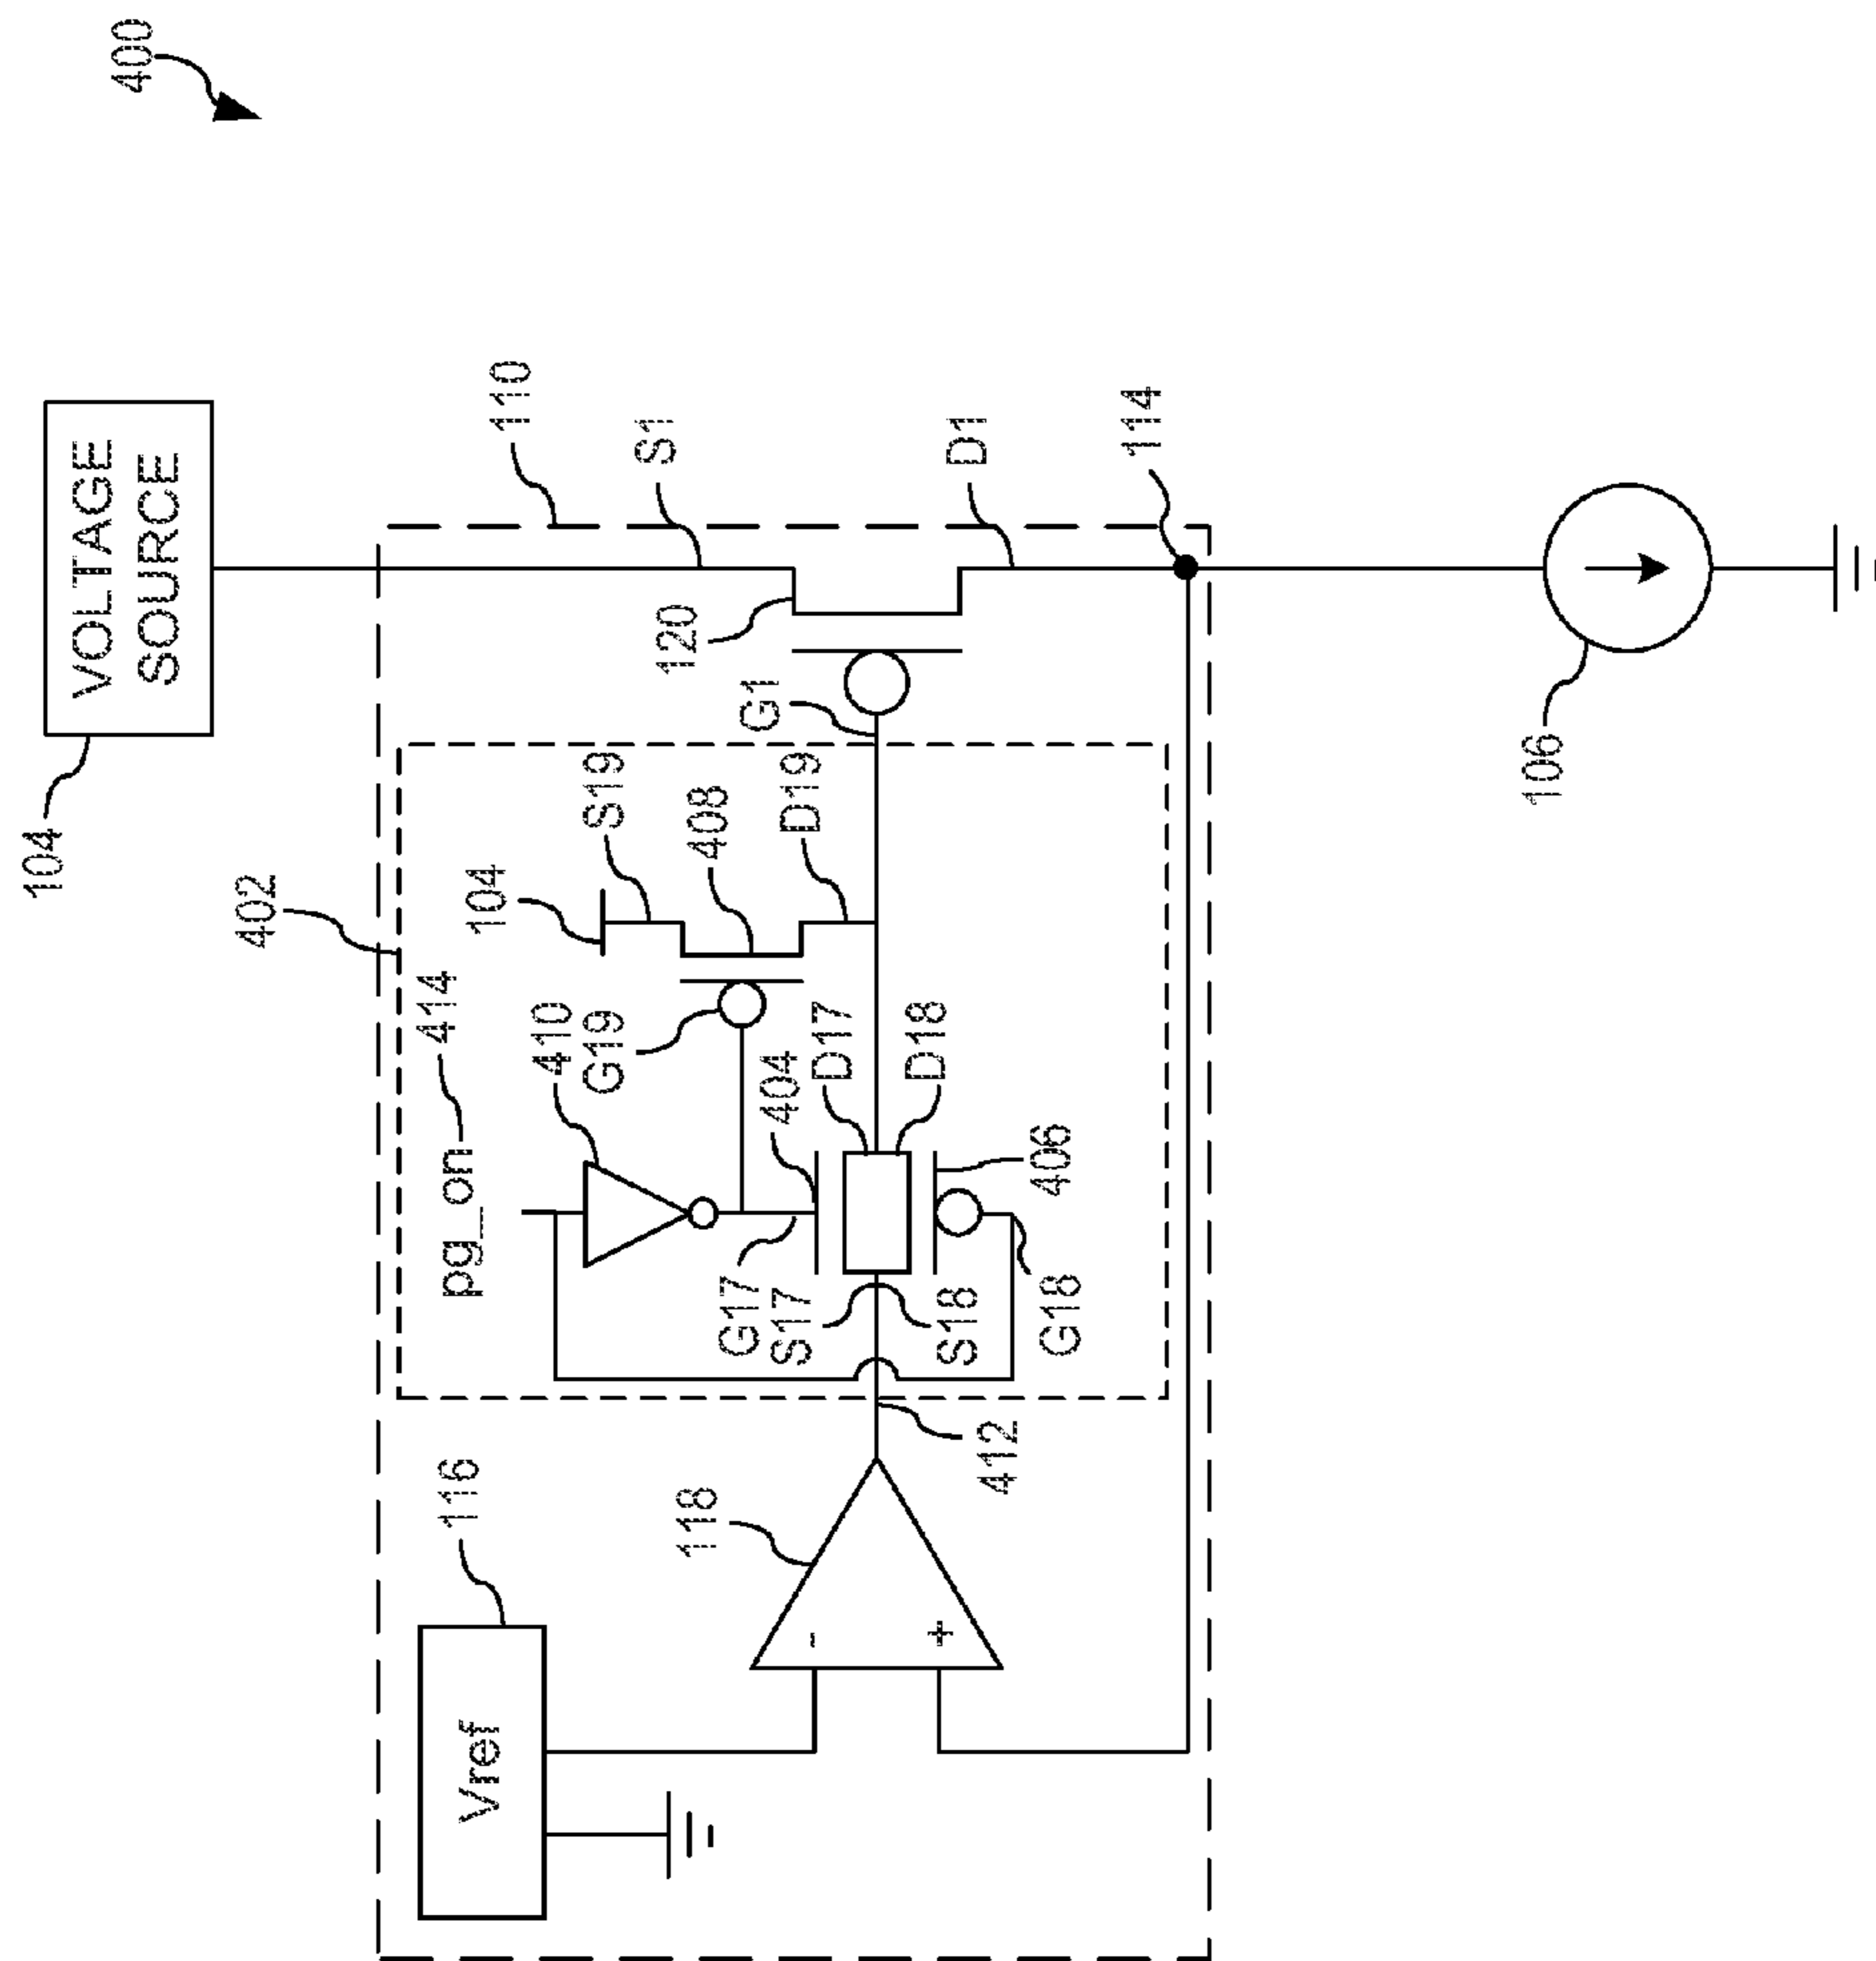 400
104
VOLTAGE
SOURCE
110
S1
D1
114
120
G1
106
402
104
S19
408
D19
414
pg_on
410
G19
404
D17
D18
406
G17
S17
S18
G18
412
116
Vref
118
-
+